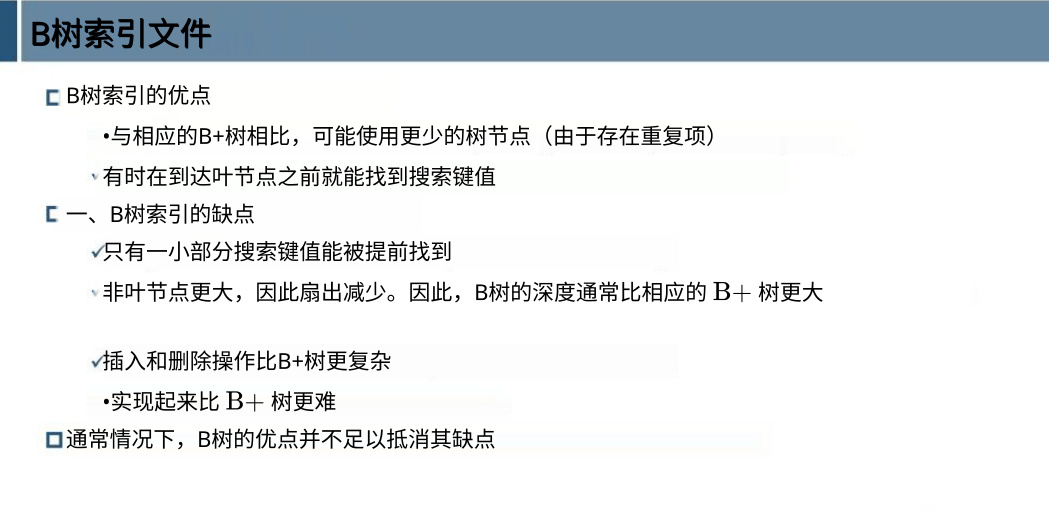 B树索引文件
B树索引的优点
•与相应的B+树相比，可能使用更少的树节点（由于存在重复项）
有时在到达叶节点之前就能找到搜索键值
一、B树索引的缺点
✓只有一小部分搜索键值能被提前找到
非叶节点更大，因此扇出减少。因此，B树的深度通常比相应的 B+ 树更大
✓插入和删除操作比B+树更复杂
•实现起来比 B+ 树更难
通常情况下，B树的优点并不足以抵消其缺点